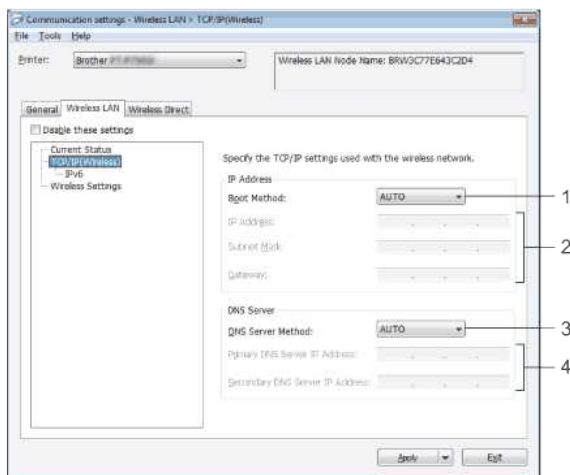 Communication settings - Wireless LAN > TCP/IP(Wireless)
File Tools Help
Printer: Brother
Wireless LAN Node Name: BRW3C77E643C2D4
General Wireless LAN Wireless Direct
Disable these settings
Current Status
TCP/IP(Wireless)
IPv6
Wireless Settings
Specify the TCP/IP settings used with the wireless network.
IP Address
Boot Method: AUTO 1
IP Address: 2
Subnet Mask:
Gateway:
DNS Server
DNS Server Method: AUTO 3
Primary DNS Server IP Address: 4
Secondary DNS Server IP Address:
Apply Exit